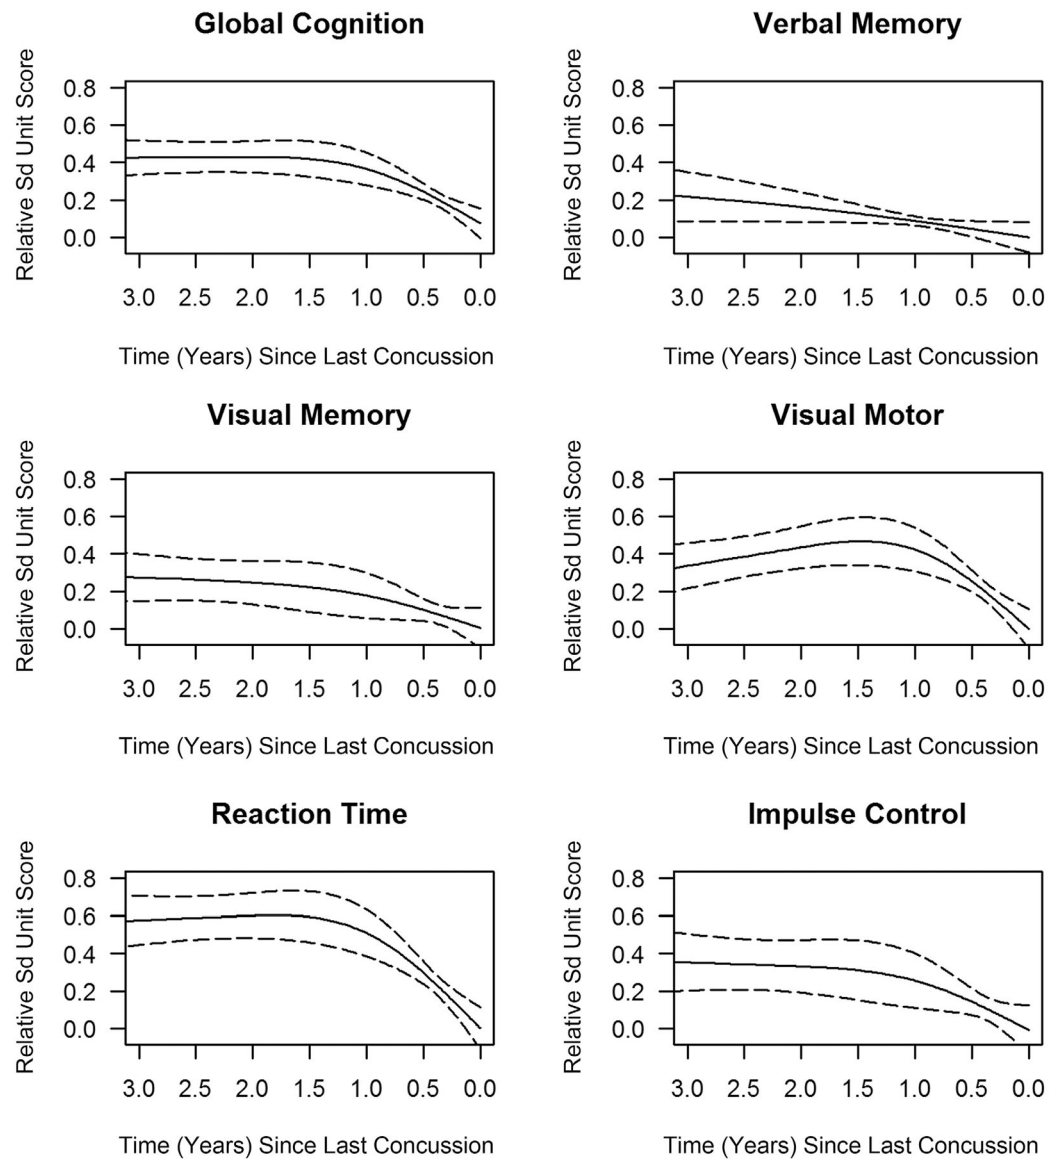 Global Cognition
Relative Sd Unit Score
0.8
0.6
0.4
0.2
0.0
3.0 2.5 2.0 1.5 1.0 0.5 0.0
Time (Years) Since Last Concussion
Verbal Memory
Relative Sd Unit Score
0.8
0.6
0.4
0.2
0.0
3.0 2.5 2.0 1.5 1.0 0.5 0.0
Time (Years) Since Last Concussion
Visual Memory
Relative Sd Unit Score
0.8
0.6
0.4
0.2
0.0
3.0 2.5 2.0 1.5 1.0 0.5 0.0
Time (Years) Since Last Concussion
Visual Motor
Relative Sd Unit Score
0.8
0.6
0.4
0.2
0.0
3.0 2.5 2.0 1.5 1.0 0.5 0.0
Time (Years) Since Last Concussion
Reaction Time
Relative Sd Unit Score
0.8
0.6
0.4
0.2
0.0
3.0 2.5 2.0 1.5 1.0 0.5 0.0
Time (Years) Since Last Concussion
Impulse Control
Relative Sd Unit Score
0.8
0.6
0.4
0.2
0.0
3.0 2.5 2.0 1.5 1.0 0.5 0.0
Time (Years) Since Last Concussion